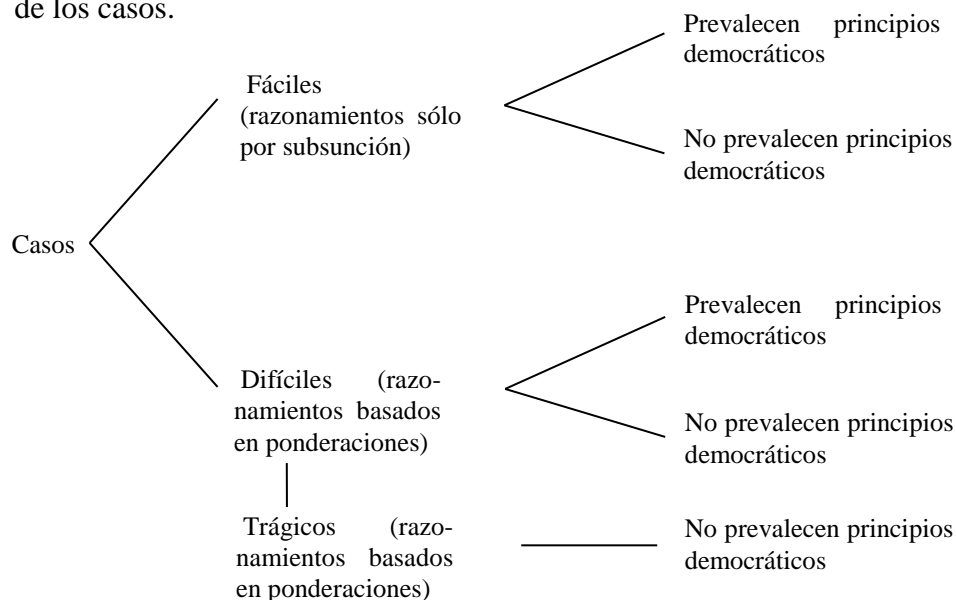 de los casos.
Prevalecen principios
democráticos
Fáciles
(razonamientos sólo
por subsunción)
No prevalecen principios
democráticos
Casos
Prevalecen principios
democráticos
Difíciles (razo-
namientos basados
en ponderaciones)
No prevalecen principios
democráticos
Trágicos (razo-
namientos basados
en ponderaciones)
No prevalecen principios
democráticos